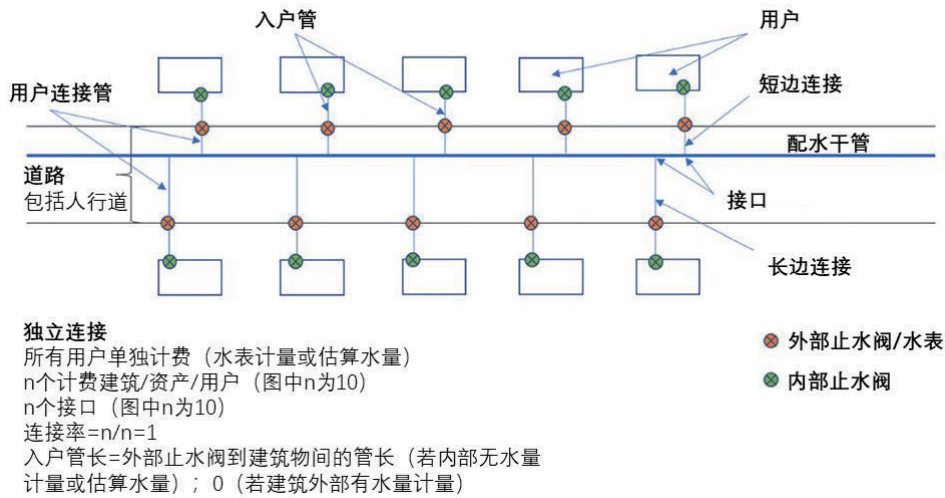 入户管
用户
用户连接管
短边连接
配水干管
道路
包括人行道
接口
长边连接
独立连接
所有用户单独计费（水表计量或估算水量）
n个计费建筑/资产/用户（图中n为10）
n个接口（图中n为10）
连接率=n/n=1
入户管长=外部止水阀到建筑物间的管长（若内部无水量
计量或估算水量）；0（若建筑外部有水量计量）
外部止水阀/水表
内部止水阀